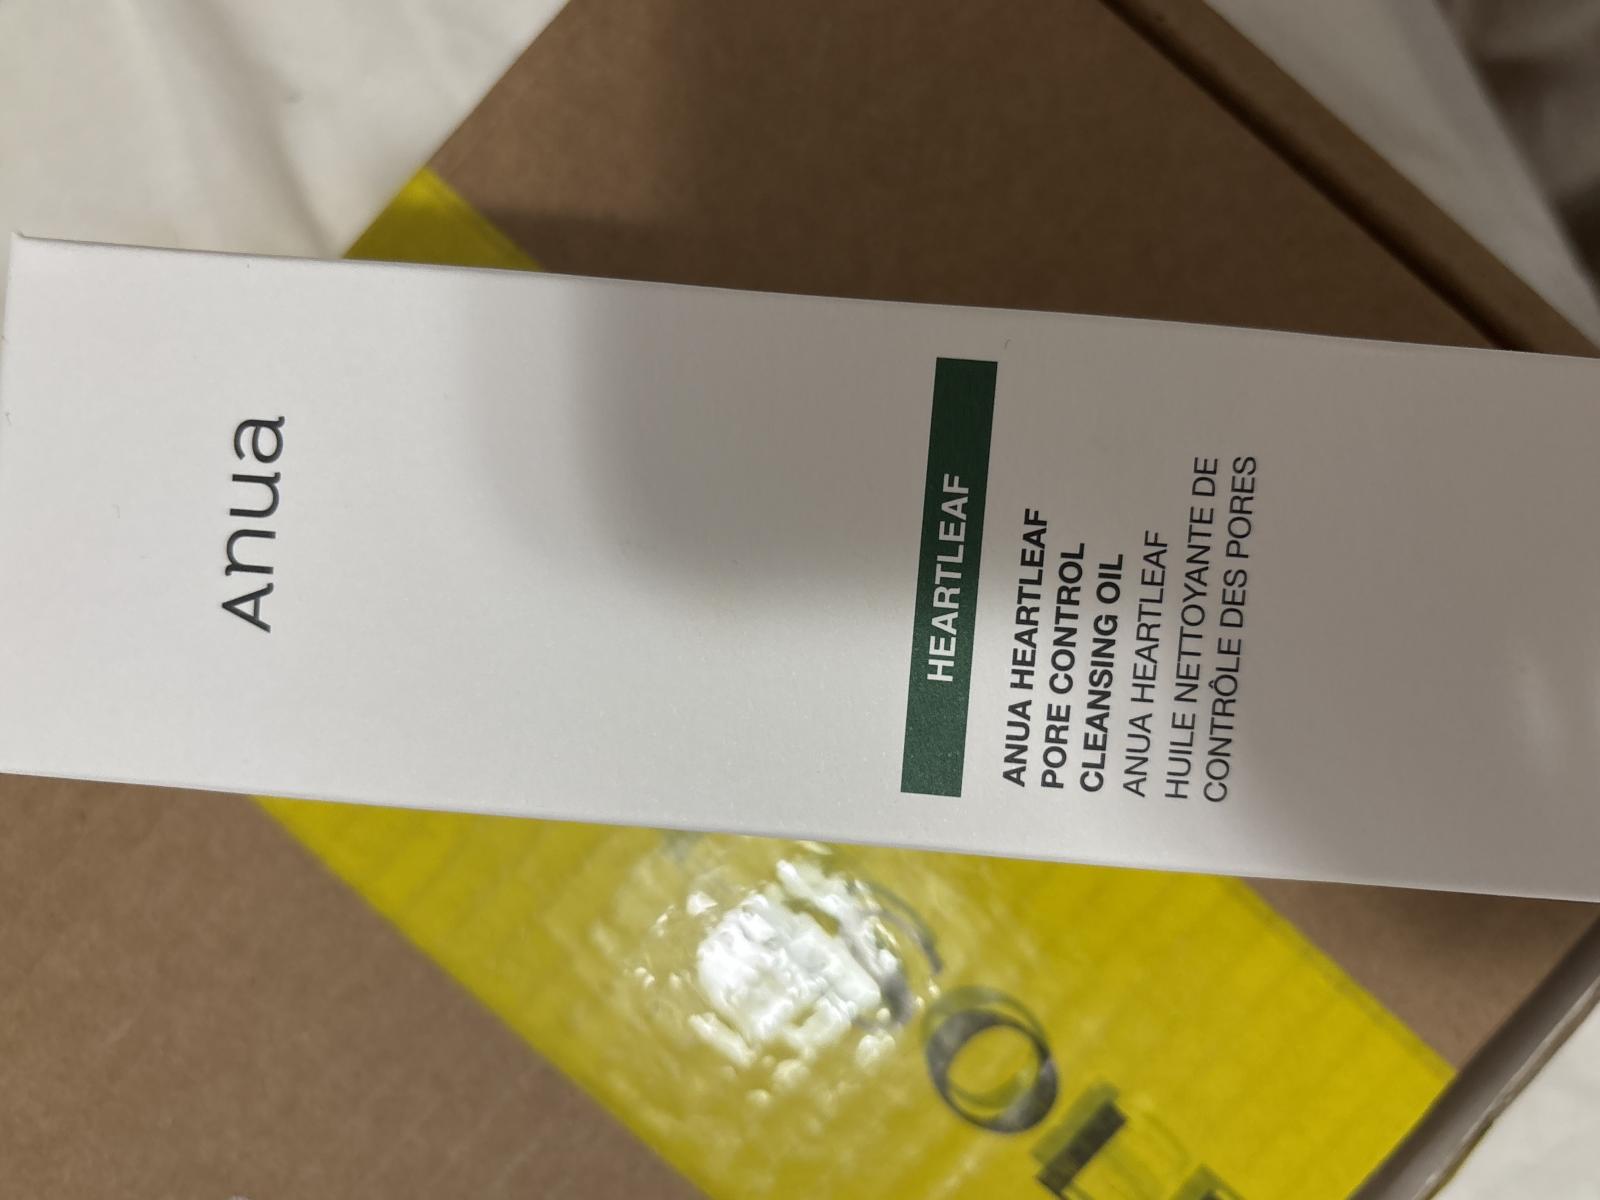 Anua
HEARTLEAF
ANUA HEARTLEAF
PORE CONTROL
CLEANSING OIL
ANUA HEARTLEAF
HUILE NETTOYANTE DE
CONTRÔLE DES PORES